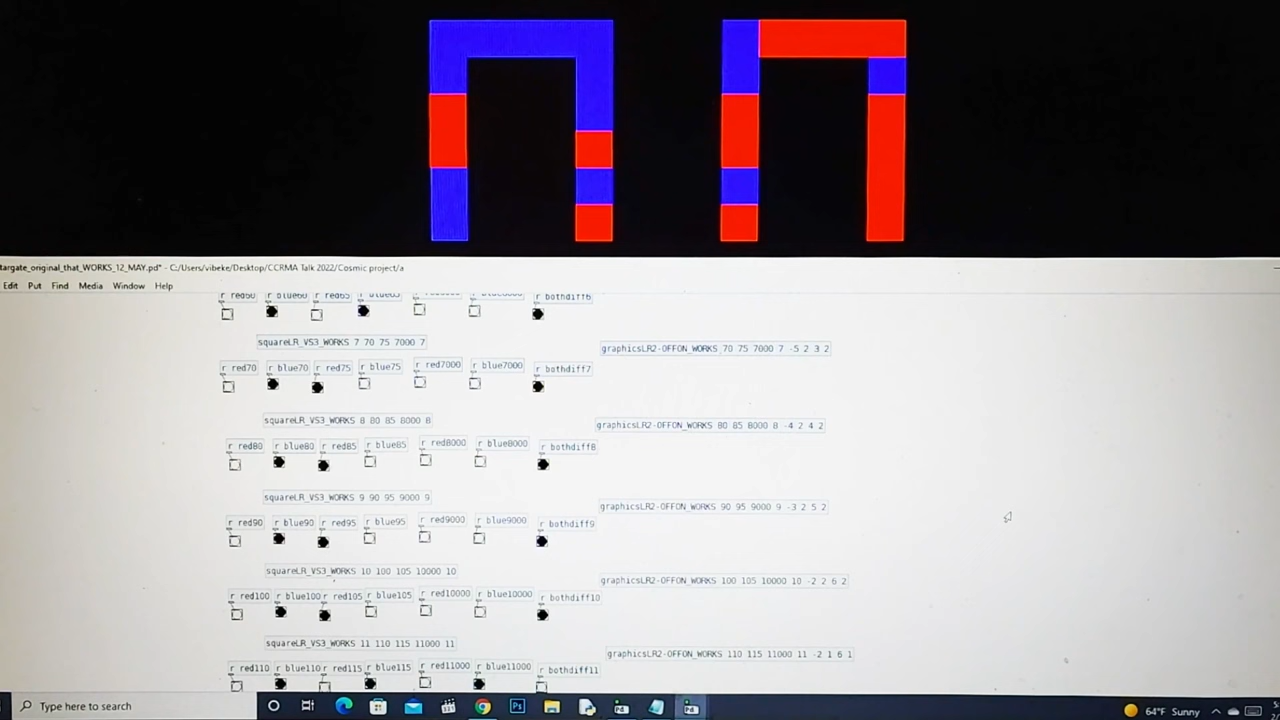 targate_original_that_WORKS_12_MAY.pd* - C:/Users/vibeke/Desktop/CCRMA Talk 2022/Cosmic project/a
Edit Put Find Media Window Help
r red60 r blue60 r red65 r blue65 r bothdiff6
squareLR_VS3_WORKS 7 70 75 7000 7
graphicsLR2-OFFON_WORKS 70 75 7000 7 -5 2 3 2
r red70 r blue70 r red75 r blue75 r red7000 r blue7000 r bothdiff7
squareLR_VS3_WORKS 8 80 85 8000 8
graphicsLR2-OFFON_WORKS 80 85 8000 8 -4 2 4 2
r red80 r blue80 r red85 r blue85 r red8000 r blue8000 r bothdiff8
squareLR_VS3_WORKS 9 90 95 9000 9
graphicsLR2-OFFON_WORKS 90 95 9000 9 -3 2 5 2
r red90 r blue90 r red95 r blue95 r red9000 r blue9000 r bothdiff9
squareLR_VS3_WORKS 10 100 105 10000 10
graphicsLR2-OFFON_WORKS 100 105 10000 10 -2 2 6 2
r red100 r blue100 r red105 r blue105 r red10000 r blue10000 r bothdiff10
squareLR_VS3_WORKS 11 110 115 11000 11
graphicsLR2-OFFON_WORKS 110 115 11000 11 -2 1 6 1
r red110 r blue110 r red115 r blue115 r red11000 r blue11000 r bothdiff11
Type here to search
Ps
Pd
Pd
64°F Sunny